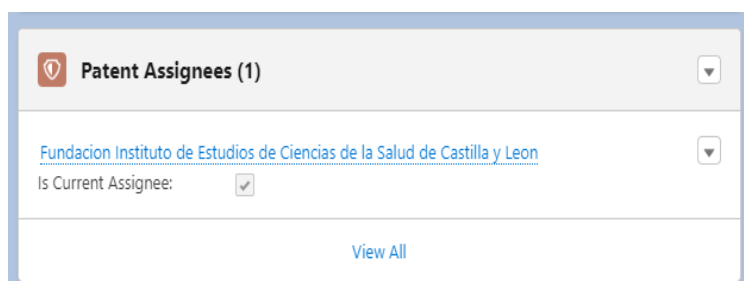 Patent Assignees (1)
Fundacion Instituto de Estudios de Ciencias de la Salud de Castilla y Leon
Is Current Assignee:
View All